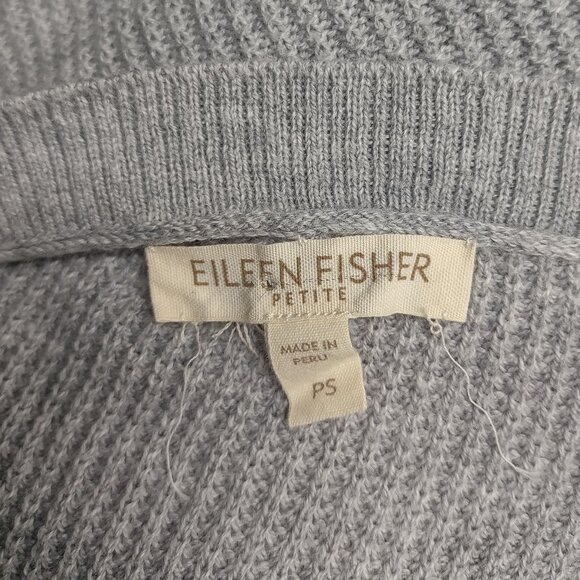 EILEEN FISHER
PETITE
MADE IN
PERU
PS